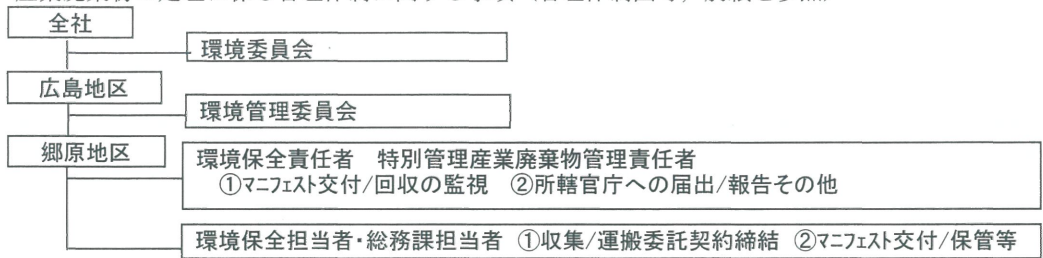 全社
環境委員会
広島地区
環境管理委員会
郷原地区
環境保全責任者 特別管理産業廃棄物管理責任者
①マニフェスト交付/回収の監視 ②所轄官庁への届出/報告その他
環境保全担当者・総務課担当者 ①収集/運搬委託契約締結 ②マニフェスト交付/保管等